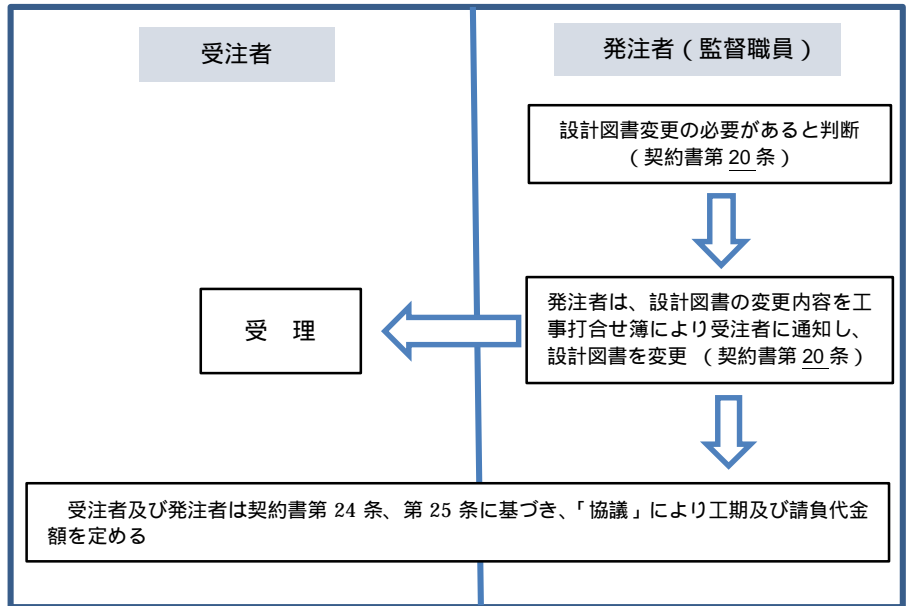 受注者
発注者（監督職員）
設計図書変更の必要があると判断
（契約書第 20 条）
発注者は、設計図書の変更内容を工
事打合せ簿により受注者に通知し、
設計図書を変更 （契約書第 20 条）
受　理
受注者及び発注者は契約書第 24 条、第 25 条に基づき、「協議」により工期及び請負代金
額を定める